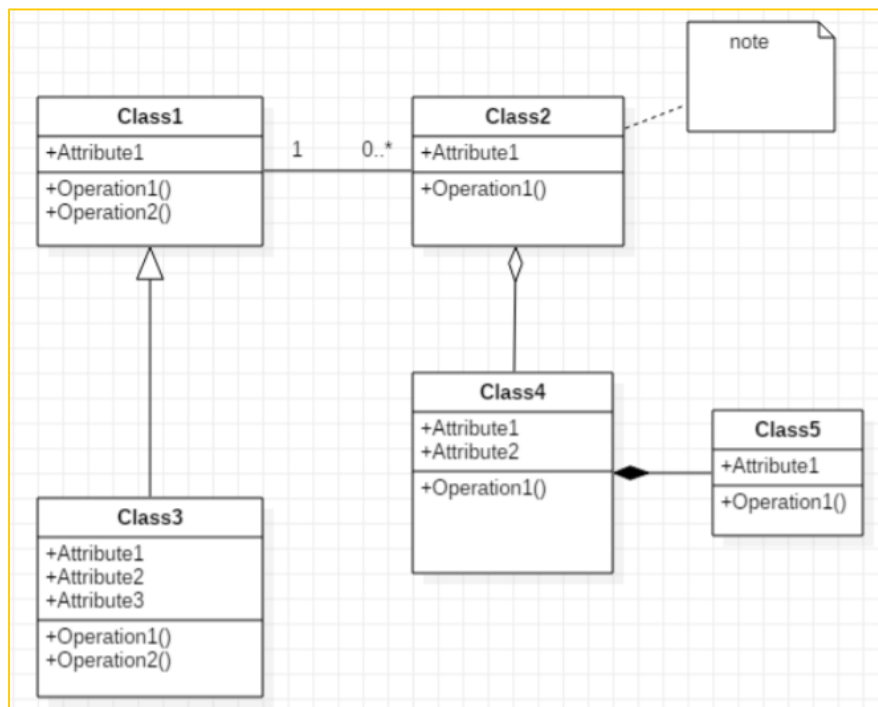 note
Class1
+Attribute1
+Operation1()
+Operation2()
1
0..*
Class2
+Attribute1
+Operation1()
Class4
+Attribute1
+Attribute2
+Operation1()
Class5
+Attribute1
+Operation1()
Class3
+Attribute1
+Attribute2
+Attribute3
+Operation1()
+Operation2()